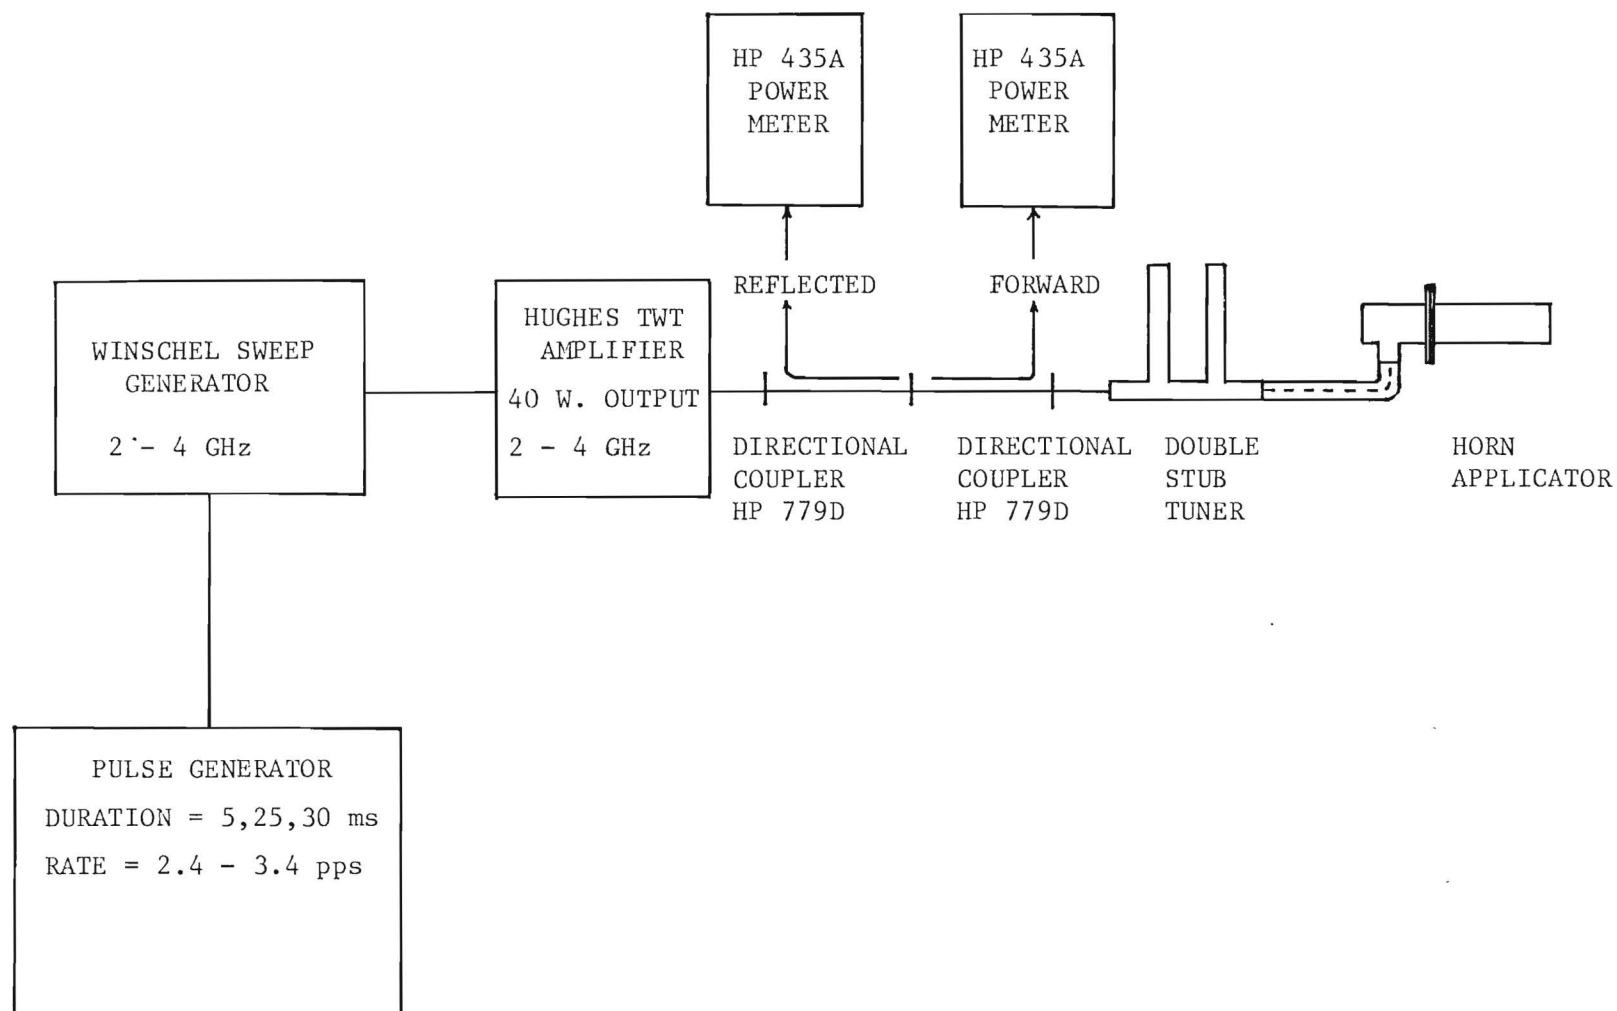 HP 435A
POWER
METER
HP 435A
POWER
METER
REFLECTED
FORWARD
WINSCHEL SWEEP
GENERATOR
2 - 4 GHz
HUGHES TWT
AMPLIFIER
40 W. OUTPUT
2 - 4 GHz
DIRECTIONAL
COUPLER
HP 779D
DIRECTIONAL
COUPLER
HP 779D
DOUBLE
STUB
TUNER
HORN
APPLICATOR
PULSE GENERATOR
DURATION = 5,25,30 ms
RATE = 2.4 - 3.4 pps